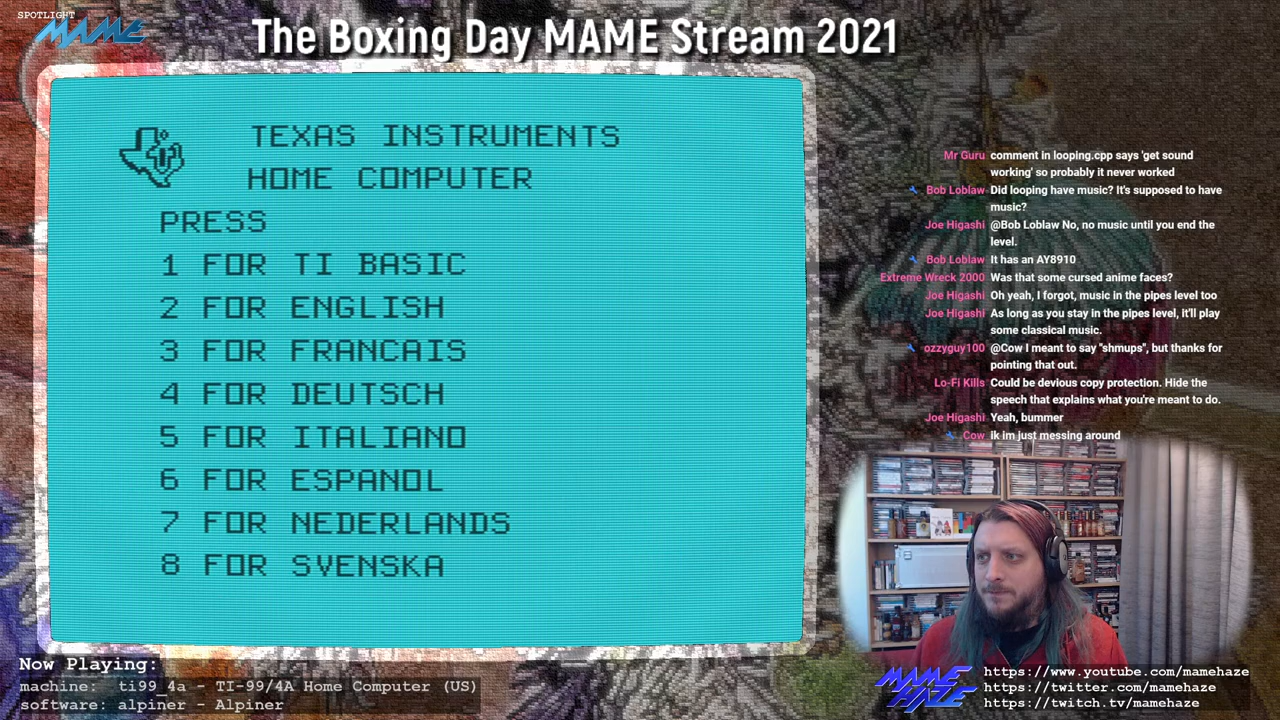 SPOTLIGHT
MAME
The Boxing Day MAME Stream 2021
TEXAS INSTRUMENTS
HOME COMPUTER
PRESS
1 FOR TI BASIC
2 FOR ENGLISH
3 FOR FRANCAIS
4 FOR DEUTSCH
5 FOR ITALIANO
6 FOR ESPANOL
7 FOR NEDERLANDS
8 FOR SVENSKA
Mr Guru comment in looping.cpp says 'get sound
working' so probably it never worked
Bob Loblaw Did looping have music? It's supposed to have
music?
Joe Higashi @Bob Loblaw No, no music until you end the
level.
Bob Loblaw It has an AY8910
Extreme Wreck 2000 Was that some cursed anime faces?
Joe Higashi Oh yeah, I forgot, music in the pipes level too
Joe Higashi As long as you stay in the pipes level, it'll play
some classical music.
ozzyguy100 @Cow I meant to say "shmups", but thanks for
pointing that out.
Lo-Fi Kills Could be devious copy protection. Hide the
speech that explains what you're meant to do.
Joe Higashi Yeah, bummer
Cow ik im just messing around
Now Playing:
machine: ti99_4a - TI-99/4A Home Computer (US)
software: alpiner - Alpiner
MAME
HAZE
https://www.youtube.com/mamehaze
https://twitter.com/mamehaze
https://twitch.tv/mamehaze